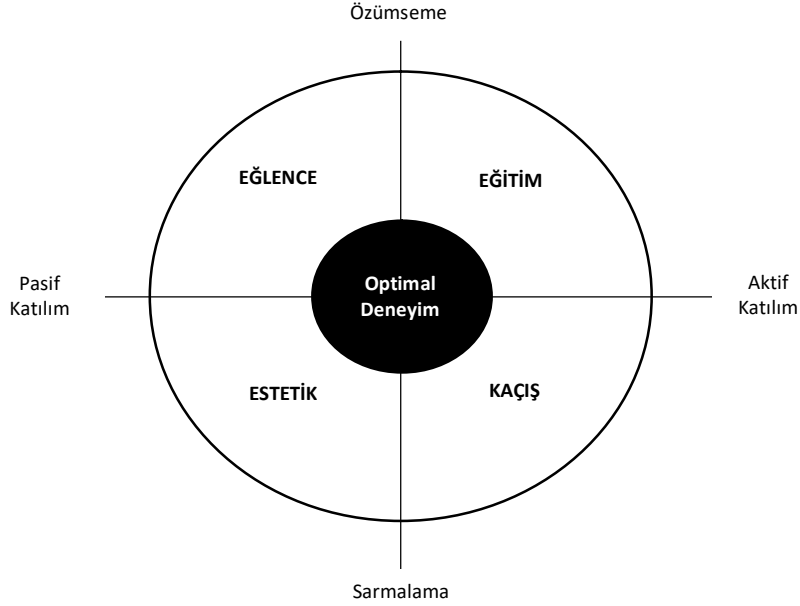 Özümseme
EĞLENCE
EĞİTİM
Pasif
Katılım
Optimal
Deneyim
Aktif
Katılım
ESTETİK
KAÇIŞ
Sarmalama